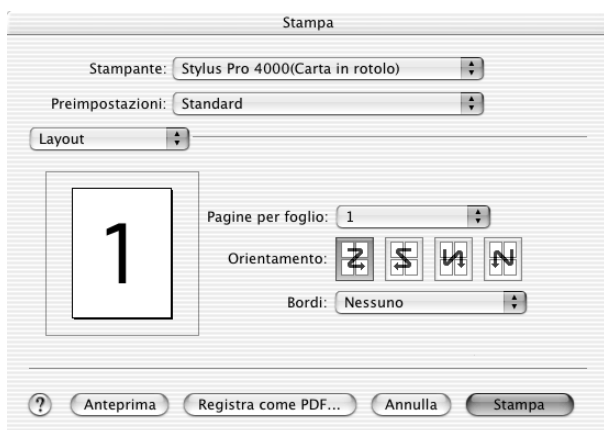 Stampa
Stampante: Stylus Pro 4000(Carta in rotolo)
Preimpostazioni: Standard
Layout
1
Pagine per foglio: 1
Orientamento:
Bordi: Nessuno
? Anteprima Registra come PDF... Annulla Stampa